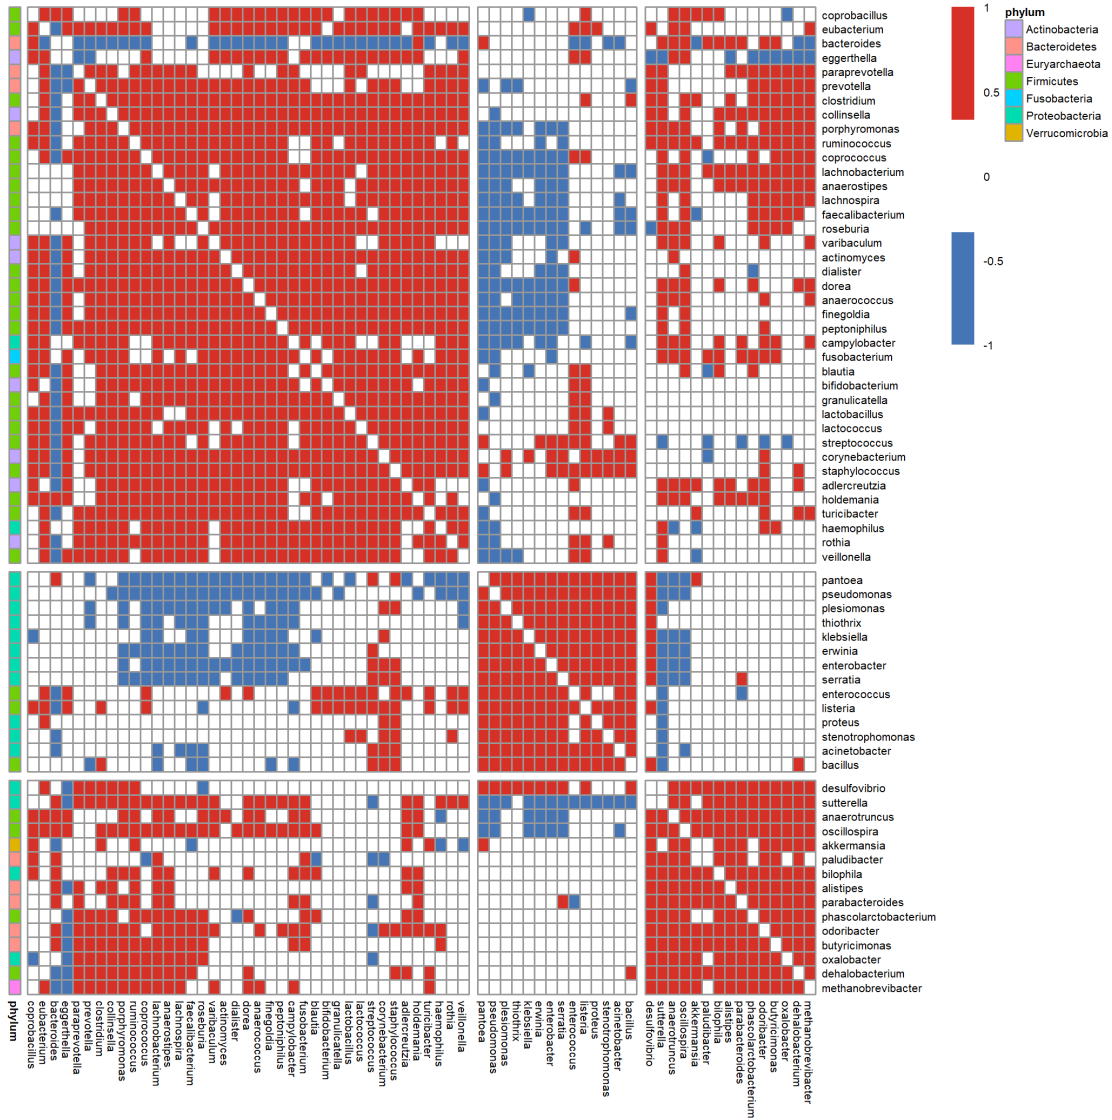 coprobacillus
eubacterium
bacteroides
eggerthella
paraprevotella
prevotella
clostridium
collinsella
porphyromonas
ruminococcus
coprococcus
lachnobacterium
anaerostipes
lachnospira
faecalibacterium
roseburia
varibaculum
actinomyces
dialister
dorea
anaerococcus
finegoldia
peptoniphilus
campylobacter
fusobacterium
blautia
bifidobacterium
granulicatella
lactobacillus
lactococcus
streptococcus
corynebacterium
staphylococcus
adlercreutzia
holdemania
turicibacter
haemophilus
rothia
veillonella
pantoea
pseudomonas
plesiomonas
thiothrix
klebsiella
erwinia
enterobacter
serratia
enterococcus
listeria
proteus
stenotrophomonas
acinetobacter
bacillus
desulfovibrio
sutterella
anaerotruncus
oscillospira
akkermansia
paludibacter
bilophila
alistipes
parabacteroides
phascolarctobacterium
odoribacter
butyricimonas
oxalobacter
dehalobacterium
methanobrevibacter
1
0.5
0
-0.5
-1
phylum
Actinobacteria
Bacteroidetes
Euryarchaeota
Firmicutes
Fusobacteria
Proteobacteria
Verrucomicrobia
phylum
coprobacillus
eubacterium
bacteroides
eggerthella
paraprevotella
prevotella
clostridium
collinsella
porphyromonas
ruminococcus
coprococcus
lachnobacterium
anaerostipes
lachnospira
faecalibacterium
roseburia
varibaculum
actinomyces
dialister
dorea
anaerococcus
finegoldia
peptoniphilus
campylobacter
fusobacterium
blautia
bifidobacterium
granulicatella
lactobacillus
lactococcus
streptococcus
corynebacterium
staphylococcus
adlercreutzia
holdemania
turicibacter
haemophilus
rothia
veillonella
pantoea
pseudomonas
plesiomonas
thiothrix
klebsiella
erwinia
enterobacter
serratia
enterococcus
listeria
proteus
stenotrophomonas
acinetobacter
bacillus
desulfovibrio
sutterella
anaerotruncus
oscillospira
akkermansia
paludibacter
bilophila
alistipes
parabacteroides
phascolarctobacterium
odoribacter
butyricimonas
oxalobacter
dehalobacterium
methanobrevibacter